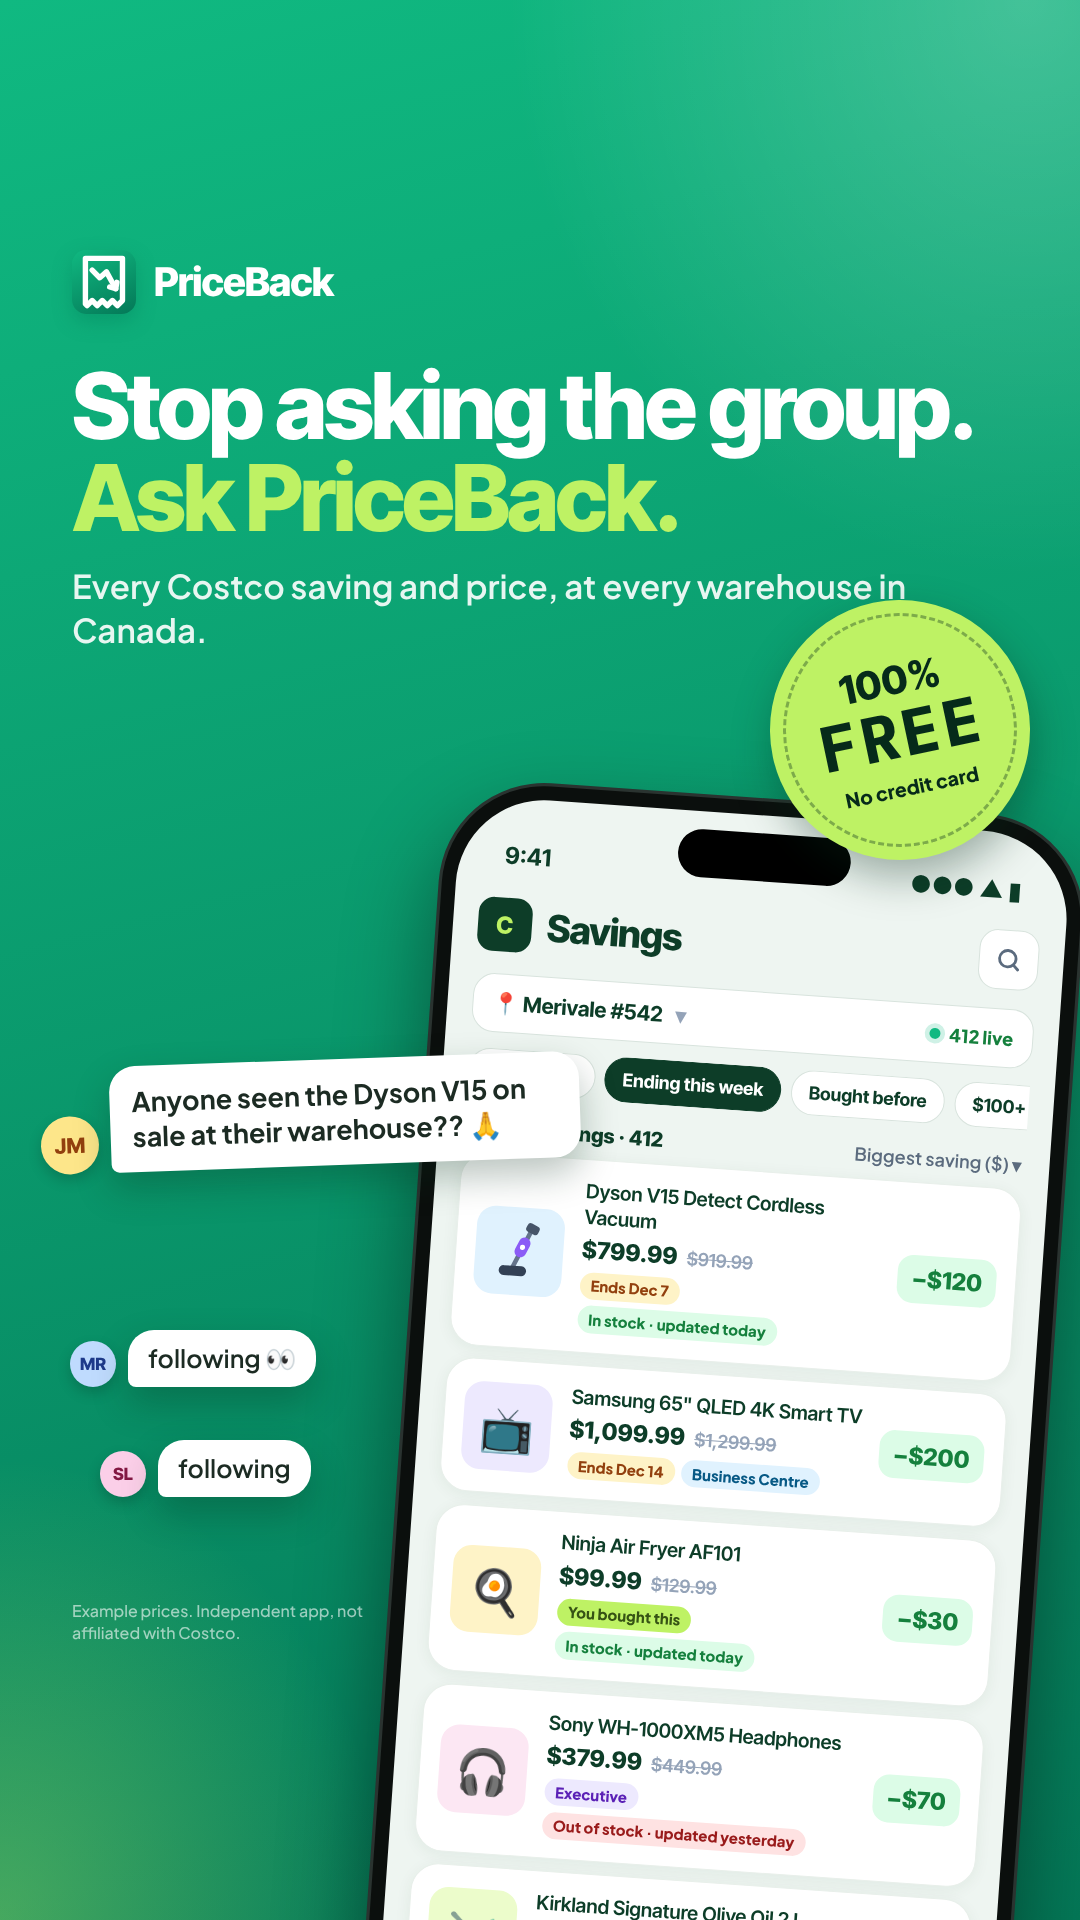 PriceBack
Stop asking the group.
Ask PriceBack.
Every Costco saving and price, at every warehouse in
Canada.
100%
FREE
No credit card
9:41
C
Savings
📍 Merivale #542 ▼
412 live
Ending this week
Bought before
$100+
ngs · 412
Biggest saving ($) ▾
JM
Anyone seen the Dyson V15 on
sale at their warehouse?? 🙏
Dyson V15 Detect Cordless
Vacuum
$799.99 $919.99
Ends Dec 7
In stock · updated today
−$120
MR
following 👀
SL
following
Samsung 65" QLED 4K Smart TV
$1,099.99 $1,299.99
Ends Dec 14
Business Centre
−$200
Ninja Air Fryer AF101
$99.99 $129.99
You bought this
In stock · updated today
−$30
Example prices. Independent app, not
affiliated with Costco.
Sony WH-1000XM5 Headphones
$379.99 $449.99
Executive
Out of stock · updated yesterday
−$70
Kirkland Signature Olive Oil 2 L